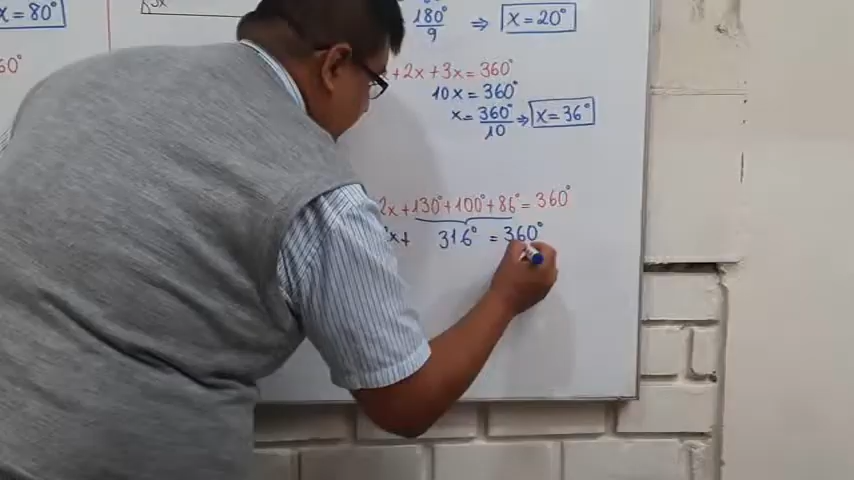 x = 80°
3x
180°
9
⇒ x = 20°
+ 2x + 3x = 360°
10x = 360°
x = 360° ⇒ x = 36°
10
2x + 130° + 100° + 86° = 360°
x + 316° = 360°